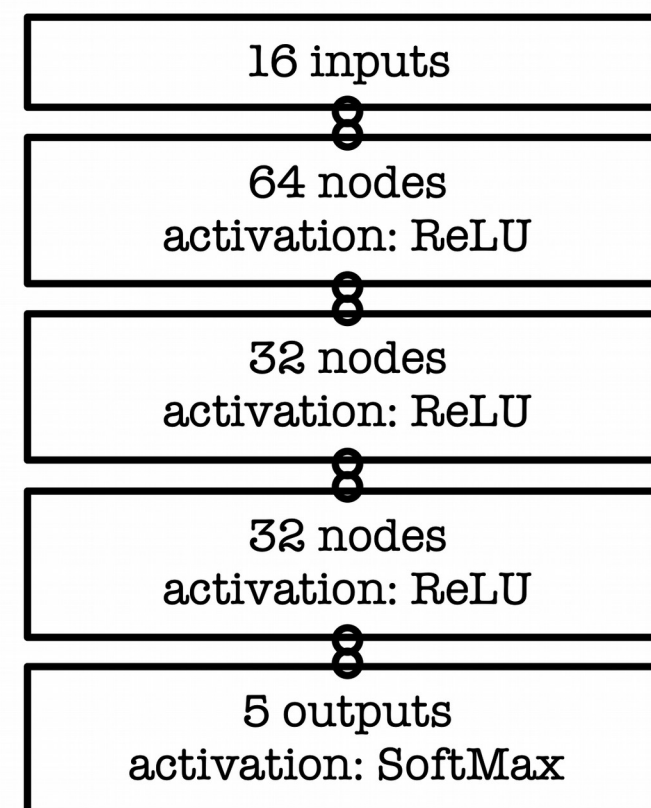 16 inputs
64 nodes
activation: ReLU
32 nodes
activation: ReLU
32 nodes
activation: ReLU
5 outputs
activation: SoftMax